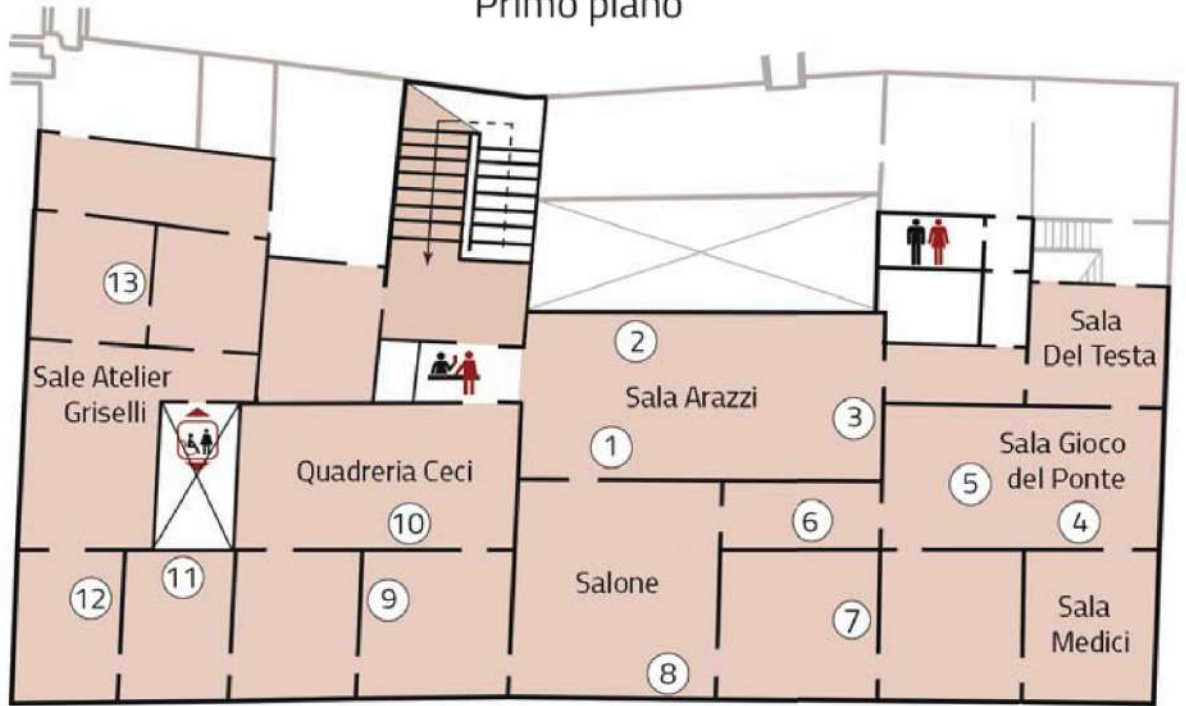 Primo piano
13
2
Sala
Del Testa
Sale Atelier
Griselli
Sala Arazzi
3
1
Sala Gioco
del Ponte
5
4
Quadreria Ceci
10
6
11
12
9
Salone
7
8
Sala
Medici